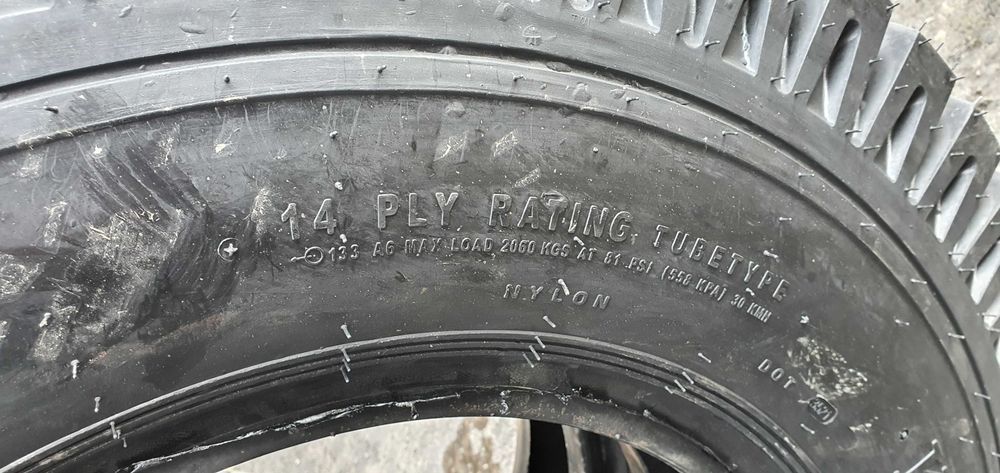 14 PLY RATING TUBETYPE
133 A6 MAX LOAD 2060 KGS AT 81 PSI (558 KPA) 30 KMH
NYLON
DOT